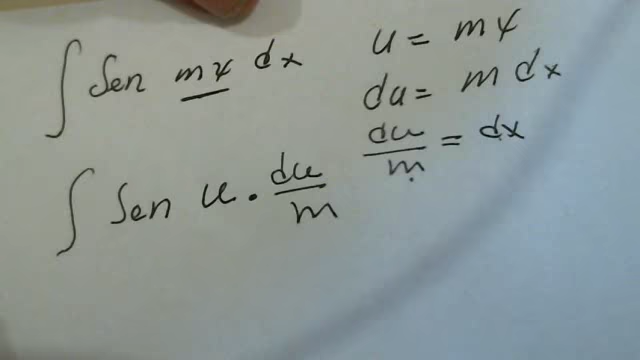 ∫ Sen mx dx
u = mx
du = m dx
du/m = dx
∫ Sen u · du/m